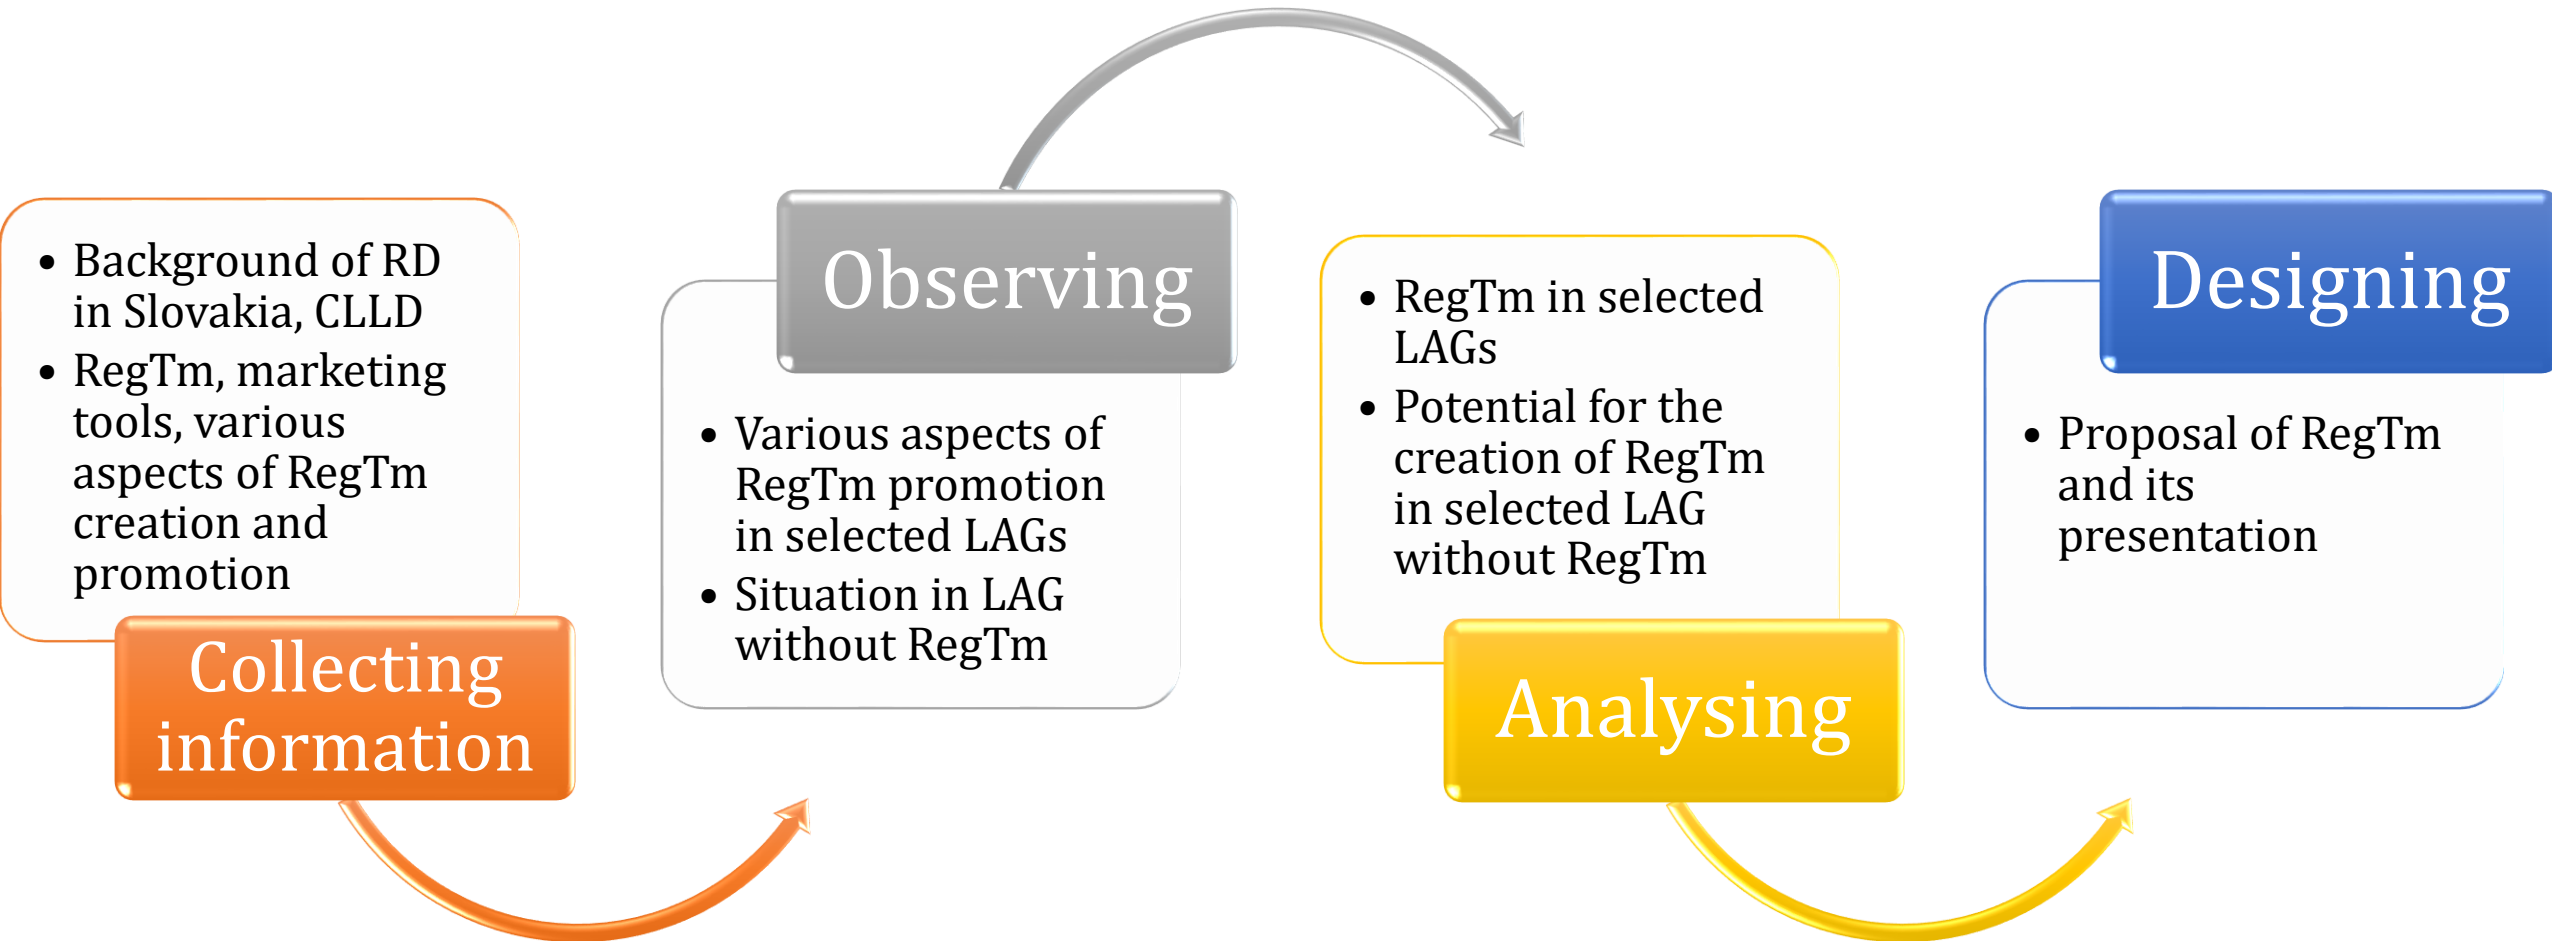 • Background of RD
in Slovakia, CLLD
• RegTm, marketing
tools, various
aspects of RegTm
creation and
promotion
Collecting
information
Observing
• Various aspects of
RegTm promotion
in selected LAGs
• Situation in LAG
without RegTm
• RegTm in selected
LAGs
• Potential for the
creation of RegTm
in selected LAG
without RegTm
Analysing
Designing
• Proposal of RegTm
and its
presentation